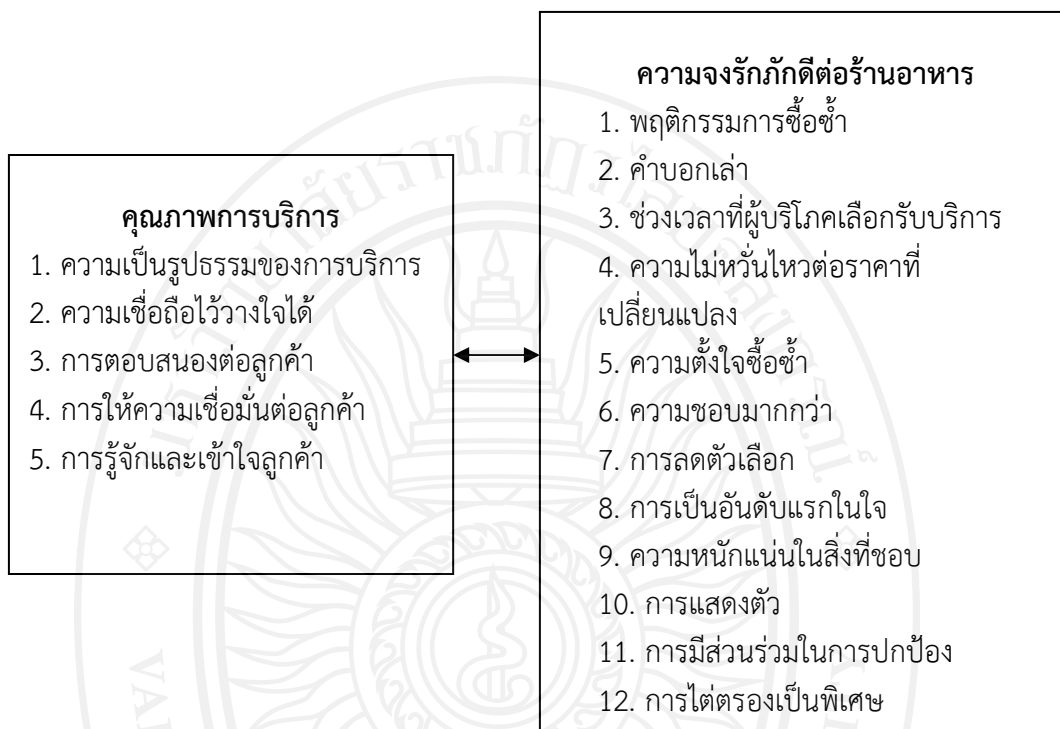 คุณภาพการบริการ
1. ความเป็นรูปธรรมของการบริการ
2. ความเชื่อถือไว้วางใจได้
3. การตอบสนองต่อลูกค้า
4. การให้ความเชื่อมั่นต่อลูกค้า
5. การรู้จักและเข้าใจลูกค้า
ความจงรักภักดีต่อร้านอาหาร
1. พฤติกรรมการซื้อซ้ำ
2. คำบอกเล่า
3. ช่วงเวลาที่ผู้บริโภคเลือกรับบริการ
4. ความไม่หวั่นไหวต่อราคาที่
เปลี่ยนแปลง
5. ความตั้งใจซื้อซ้ำ
6. ความชอบมากกว่า
7. การลดตัวเลือก
8. การเป็นอันดับแรกในใจ
9. ความหนักแน่นในสิ่งที่ชอบ
10. การแสดงตัว
11. การมีส่วนร่วมในการปกป้อง
12. การไต่ตรองเป็นพิเศษ